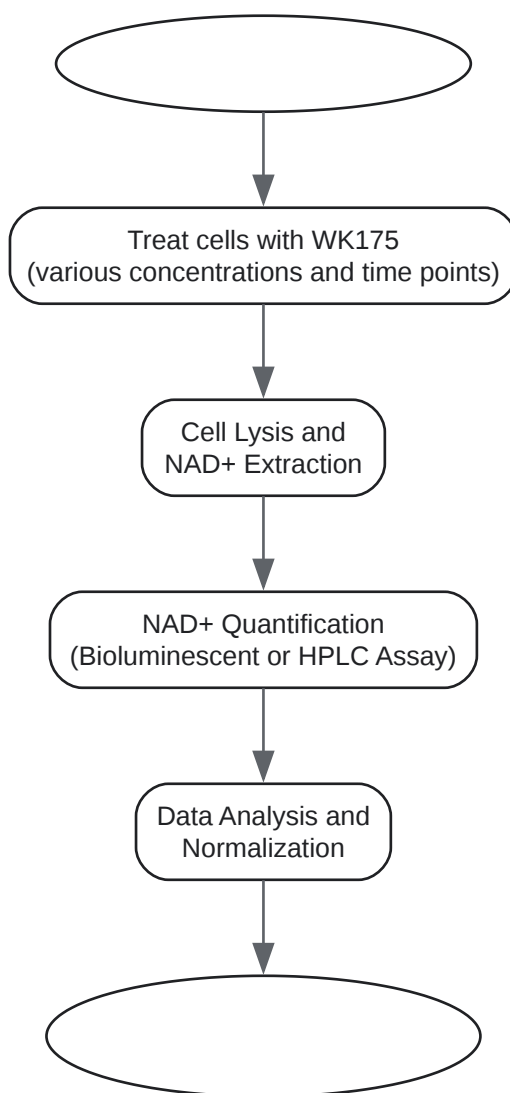 Treat cells with WK175
(various concentrations and time points)
Cell Lysis and
NAD+ Extraction
NAD+ Quantification
(Bioluminescent or HPLC Assay)
Data Analysis and
Normalization